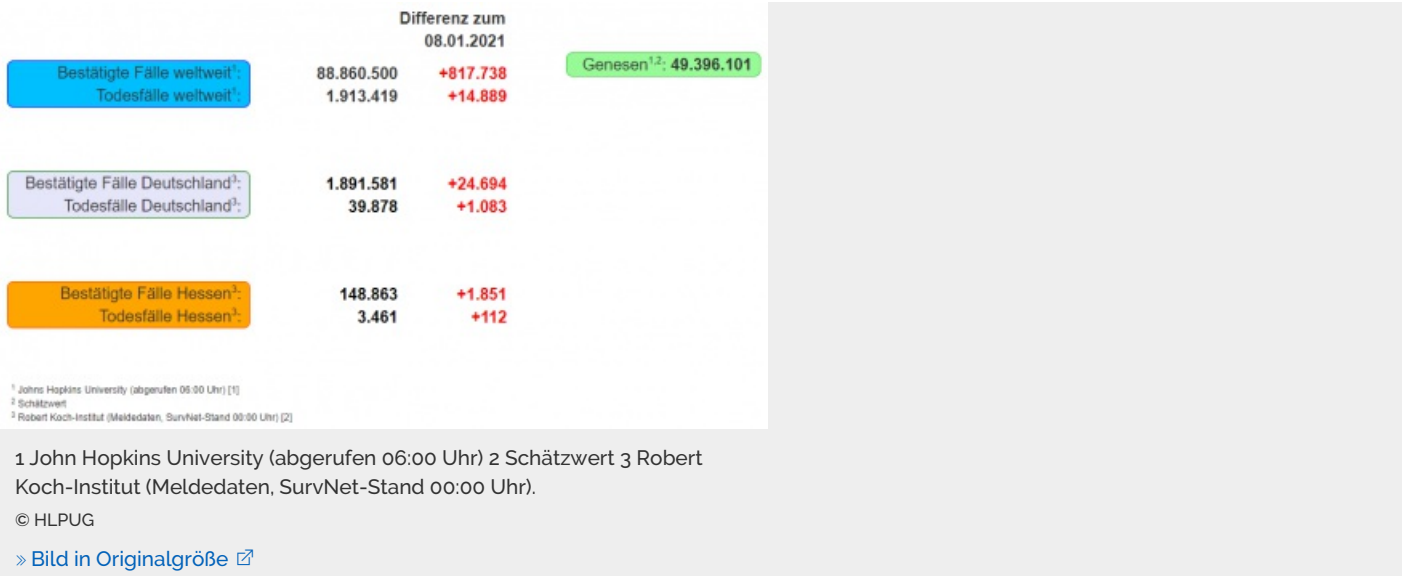 Differenz zum
08.01.2021
Bestätigte Fälle weltweit¹: 88.860.500 +817.738
Todesfälle weltweit¹: 1.913.419 +14.889
Genesen¹,²: 49.396.101
Bestätigte Fälle Deutschland³: 1.891.581 +24.694
Todesfälle Deutschland³: 39.878 +1.083
Bestätigte Fälle Hessen³: 148.863 +1.851
Todesfälle Hessen³: 3.461 +112
¹ Johns Hopkins University (abgerufen 06:00 Uhr) [1]
² Schätzwert
³ Robert Koch-Institut (Meldedaten, SurvNet-Stand 00:00 Uhr) [2]
1 John Hopkins University (abgerufen 06:00 Uhr) 2 Schätzwert 3 Robert
Koch-Institut (Meldedaten, SurvNet-Stand 00:00 Uhr).
© HLPUG
» Bild in Originalgröße